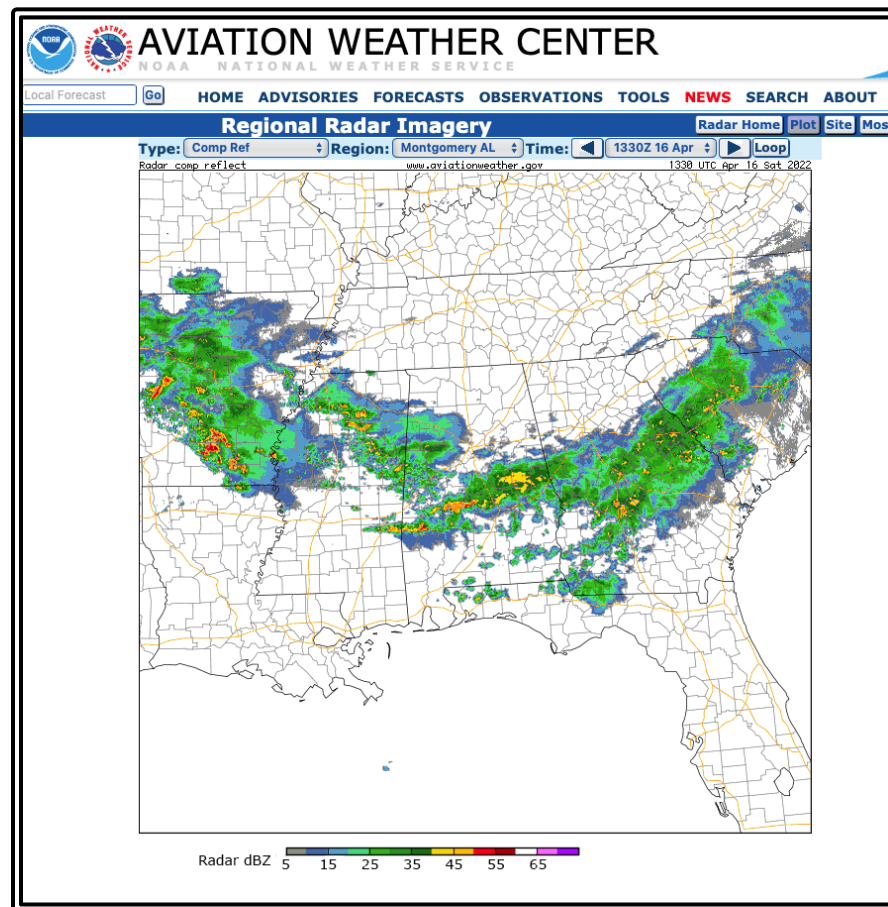 NOAA
AVIATION WEATHER CENTER
NOAA NATIONAL WEATHER SERVICE
Local Forecast Go HOME ADVISORIES FORECASTS OBSERVATIONS TOOLS NEWS SEARCH ABOUT
Regional Radar Imagery Radar Home Plot Site Mos
Type: Comp Ref Region: Montgomery AL Time: 1330Z 16 Apr Loop
Radar comp reflect www.aviationweather.gov 1330 UTC Apr 16 Sat 2022
Radar dBZ 5 15 25 35 45 55 65